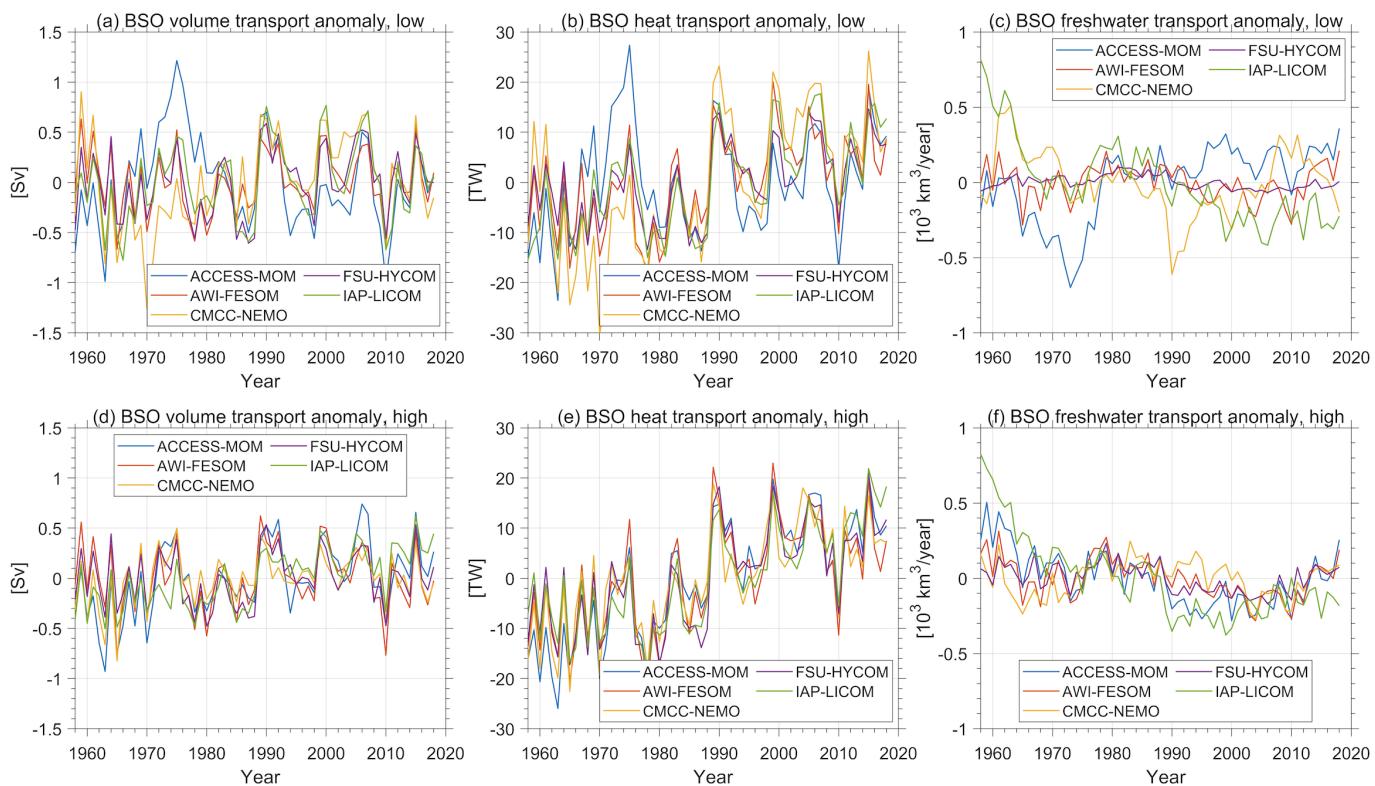 (a) BSO volume transport anomaly, low
(b) BSO heat transport anomaly, low
(c) BSO freshwater transport anomaly, low
1.5
1
0.5
0
-0.5
-1
-1.5
[Sv]
ACCESS-MOM
FSU-HYCOM
AWI-FESOM
IAP-LICOM
CMCC-NEMO
1960 1970 1980 1990 2000 2010 2020
Year
30
20
10
0
-10
-20
-30
[TW]
ACCESS-MOM
FSU-HYCOM
AWI-FESOM
IAP-LICOM
CMCC-NEMO
1960 1970 1980 1990 2000 2010 2020
Year
1
0.5
0
-0.5
-1
[10³ km³/year]
ACCESS-MOM
FSU-HYCOM
AWI-FESOM
IAP-LICOM
CMCC-NEMO
1960 1970 1980 1990 2000 2010 2020
Year
(d) BSO volume transport anomaly, high
(e) BSO heat transport anomaly, high
(f) BSO freshwater transport anomaly, high
1.5
1
0.5
0
-0.5
-1
-1.5
[Sv]
ACCESS-MOM
FSU-HYCOM
AWI-FESOM
IAP-LICOM
CMCC-NEMO
1960 1970 1980 1990 2000 2010 2020
Year
30
20
10
0
-10
-20
-30
[TW]
ACCESS-MOM
FSU-HYCOM
AWI-FESOM
IAP-LICOM
CMCC-NEMO
1960 1970 1980 1990 2000 2010 2020
Year
1
0.5
0
-0.5
-1
[10³ km³/year]
ACCESS-MOM
FSU-HYCOM
AWI-FESOM
IAP-LICOM
CMCC-NEMO
1960 1970 1980 1990 2000 2010 2020
Year